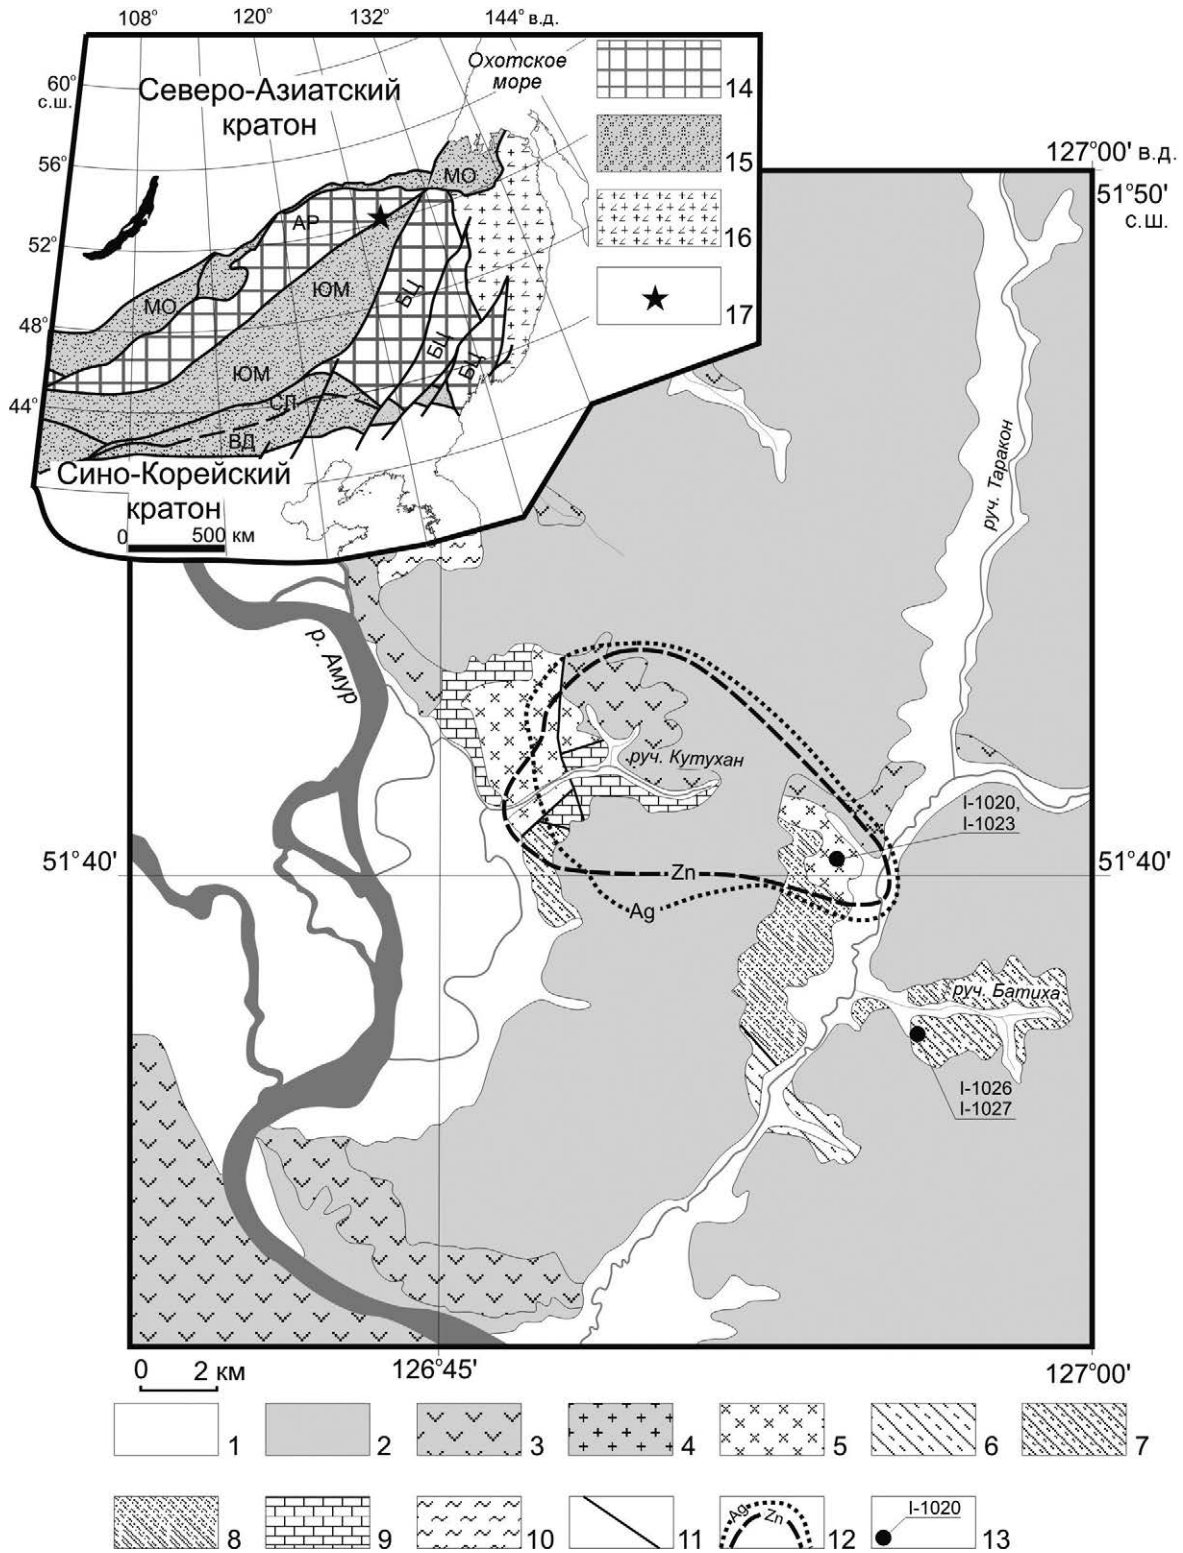 108°
120°
132°
144° в.д.
Охотское
море
60°
с.ш.
Северо-Азиатский
кратон
14
56°
15
МО
127°00' в.д.
51°50'
с.ш.
АР
52°
16
ЮМ
БЦ
МО
17
48°
БЦ
БЦ
ЮМ
44°
СЛ
ВД
руч. Таракон
Сино-Корейский
кратон
0 500 км
р. Амур
руч. Кутухан
I-1020,
I-1023
51°40'
Zn
51°40'
Ag
руч. Батиха
I-1026
I-1027
0 2 км
126°45'
127°00'
1
2
3
4
5
6
7
Ag
Zn
I-1020
8
9
10
11
12
13